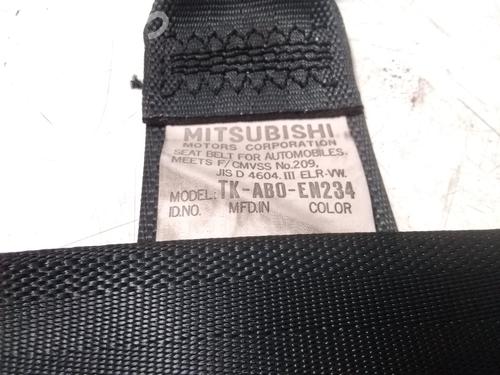 MITSUBISHI
MOTORS CORPORATION
SEAT BELT FOR AUTOMOBILES.
MEETS F/CMVSS No.209,
JIS D 4604. III ELR-VW.
MODEL: TK-AB0-EN234
ID.NO. MFD.IN COLOR